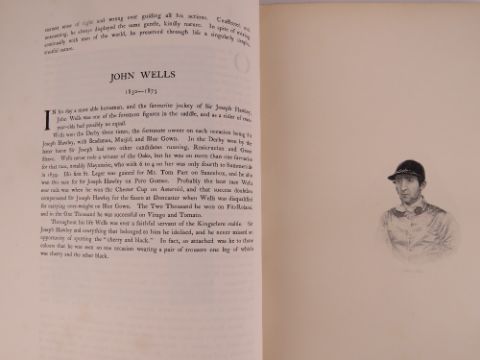 certain sense of right and wrong ever guiding all his actions. Unaffected, and
unassuming, he always displayed the same gentle, kindly nature. In spite of mixing
continually with men of the world, he preserved through life a singularly simple,
trustful nature.
JOHN WELLS
1832—1873
IN his day a most able horseman, and the favourite jockey of Sir Joseph Hawley,
John Wells was one of the foremost figures in the saddle, and as a rider of two-
year-olds had possibly no equal.
Wells won the Derby three times, the fortunate owner on each occasion being Sir
Joseph Hawley, with Beadsman, Musjid, and Blue Gown. In the Derby won by the
latter horse Sir Joseph had two other candidates running, Rosicrucian and Green
Sleeve. Wells never rode a winner of the Oaks, but he was on more than one favourite
for that race, notably Mayonaise, who with 6 to 4 on her was only fourth to Summerside
in 1859. His first St. Leger was gained for Mr. Tom Parr on Saucebox, and he also
won this race for Sir Joseph Hawley on Pero Gomez. Probably the best race Wells
ever rode was when he won the Chester Cup on Asteroid, and that success doubtless
compensated Sir Joseph Hawley for the fiasco at Doncaster when Wells was disqualified
for carrying over-weight on Blue Gown. The Two Thousand he won on Fitz-Roland,
and in the One Thousand he was successful on Virago and Tomato.
Throughout his life Wells was ever a faithful servant of the Kingsclere stable. Sir
Joseph Hawley and everything that belonged to him he idolised, and he never missed an
opportunity of sporting the "cherry and black." In fact, so attached was he to these
colours that he was seen on one occasion wearing a pair of trousers one leg of which
was cherry and the other black.